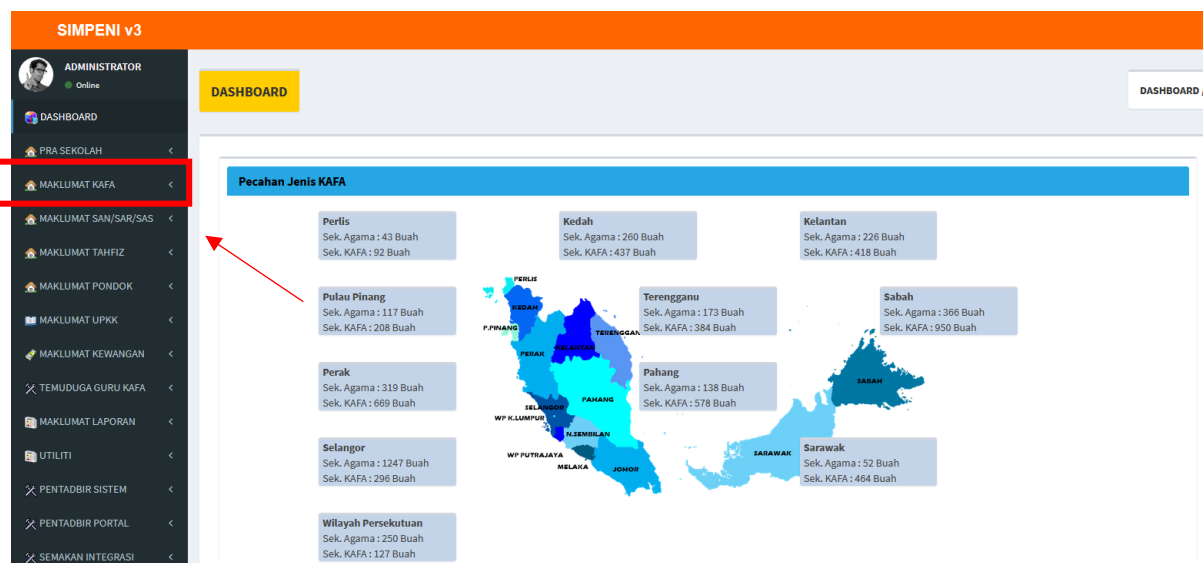 SIMPENI v3
ADMINISTRATOR
Online
DASHBOARD
PRA SEKOLAH
MAKLUMAT KAFA
MAKLUMAT SAN/SAR/SAS
MAKLUMAT TAHFIZ
MAKLUMAT PONDOK
MAKLUMAT UPKK
MAKLUMAT KEWANGAN
TEMUDUGA GURU KAFA
MAKLUMAT LAPORAN
UTILITI
PENTADBIR SISTEM
PENTADBIR PORTAL
SEMAKAN INTEGRASI
DASHBOARD
DASHBOARD /
Pecahan Jenis KAFA
Perlis
Sek. Agama : 43 Buah
Sek. KAFA : 92 Buah
Kedah
Sek. Agama : 260 Buah
Sek. KAFA : 437 Buah
Kelantan
Sek. Agama : 226 Buah
Sek. KAFA : 418 Buah
Pulau Pinang
Sek. Agama : 117 Buah
Sek. KAFA : 208 Buah
Terengganu
Sek. Agama : 173 Buah
Sek. KAFA : 384 Buah
Sabah
Sek. Agama : 366 Buah
Sek. KAFA : 950 Buah
Perak
Sek. Agama : 319 Buah
Sek. KAFA : 669 Buah
Pahang
Sek. Agama : 138 Buah
Sek. KAFA : 578 Buah
Selangor
Sek. Agama : 1247 Buah
Sek. KAFA : 296 Buah
Sarawak
Sek. Agama : 52 Buah
Sek. KAFA : 464 Buah
Wilayah Persekutuan
Sek. Agama : 250 Buah
Sek. KAFA : 127 Buah
PERLIS
KEDAH
P.PINANG
TERENGGAN
KELANTAN
PERAK
PAHANG
SELANGOR
WP K.LUMPUR
N.SEMBILAN
WP PUTRAJAYA
MELAKA
JOHOR
SABAH
SARAWAK